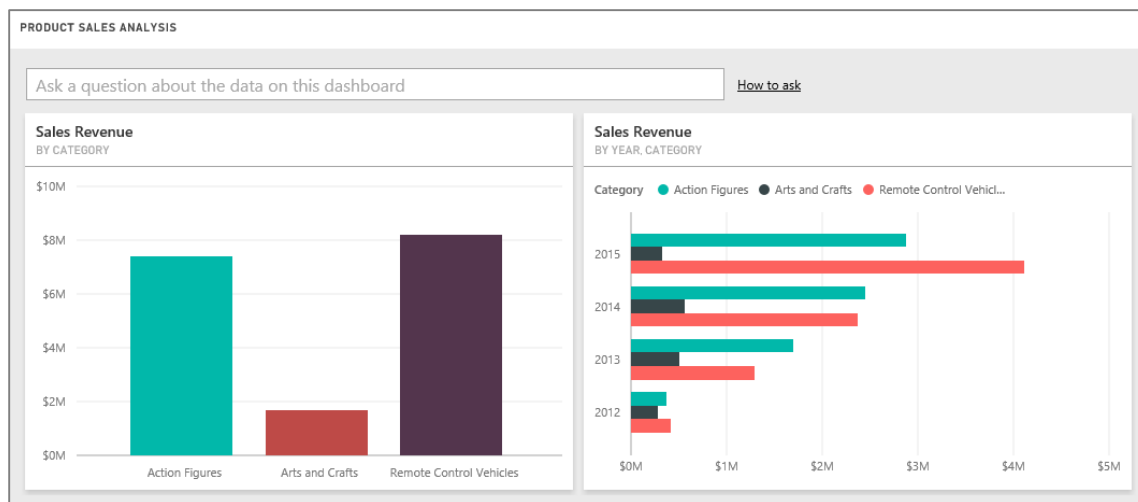 PRODUCT SALES ANALYSIS
Ask a question about the data on this dashboard
How to ask
Sales Revenue
BY CATEGORY
$10M
$8M
$6M
$4M
$2M
$0M
Action Figures
Arts and Crafts
Remote Control Vehicles
Sales Revenue
BY YEAR, CATEGORY
Category Action Figures Arts and Crafts Remote Control Vehicl...
2015
2014
2013
2012
$0M
$1M
$2M
$3M
$4M
$5M